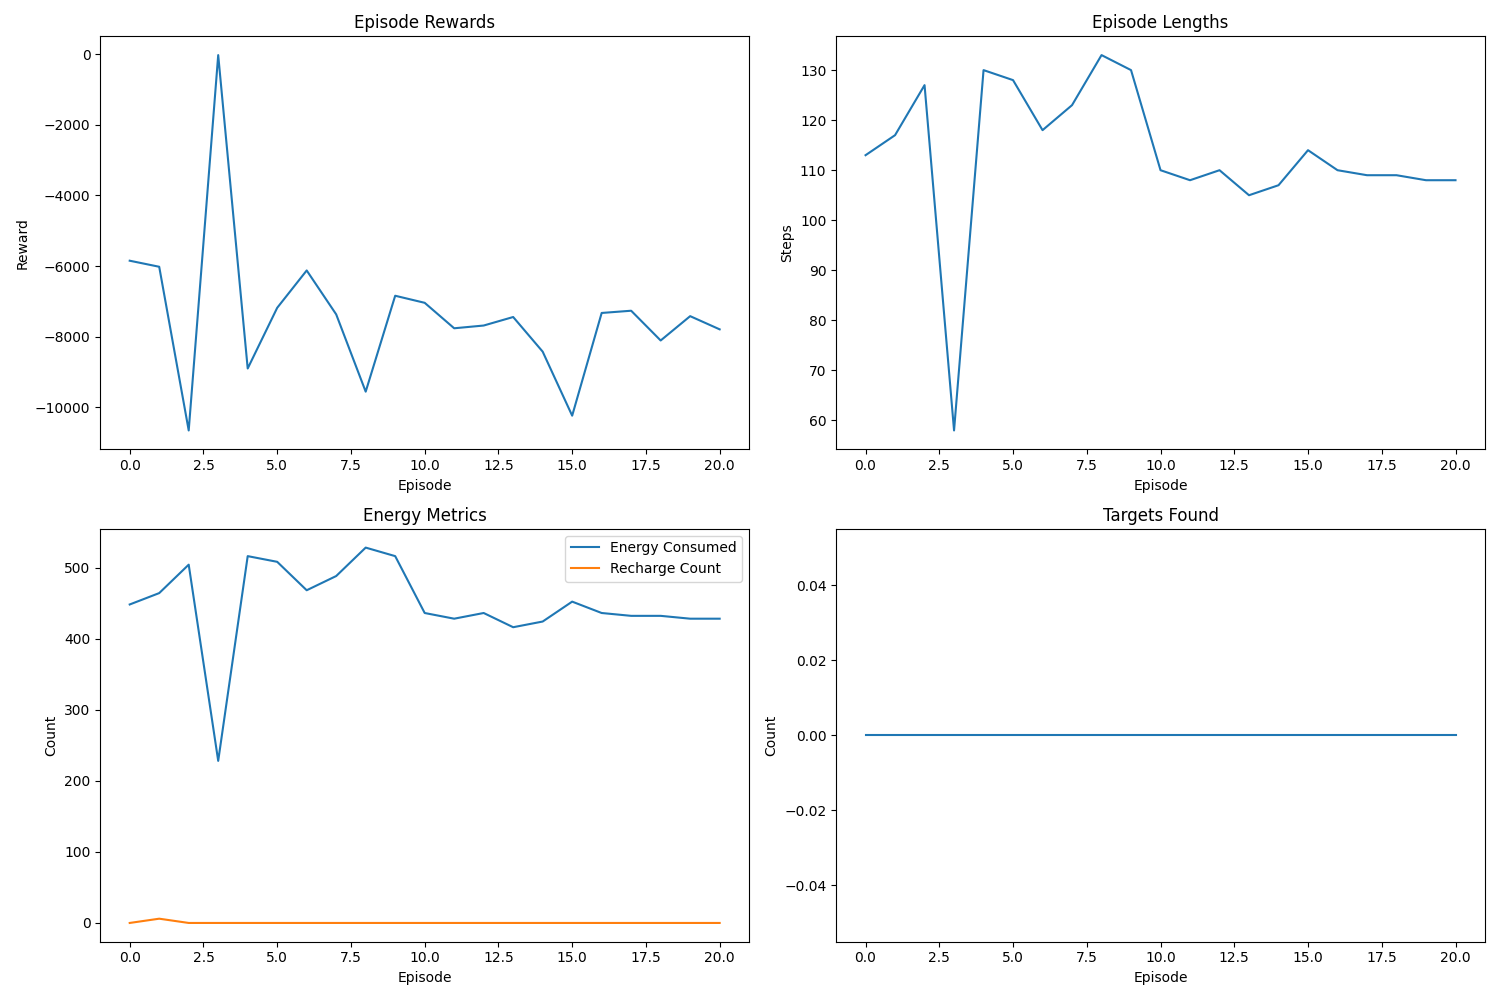 Episode Rewards
Reward
0
−2000
−4000
−6000
−8000
−10000
0.0 2.5 5.0 7.5 10.0 12.5 15.0 17.5 20.0
Episode
Episode Lengths
Steps
130
120
110
100
90
80
70
60
0.0 2.5 5.0 7.5 10.0 12.5 15.0 17.5 20.0
Episode
Energy Metrics
Energy Consumed
Recharge Count
Count
500
400
300
200
100
0
0.0 2.5 5.0 7.5 10.0 12.5 15.0 17.5 20.0
Episode
Targets Found
Count
0.04
0.02
0.00
−0.02
−0.04
0.0 2.5 5.0 7.5 10.0 12.5 15.0 17.5 20.0
Episode